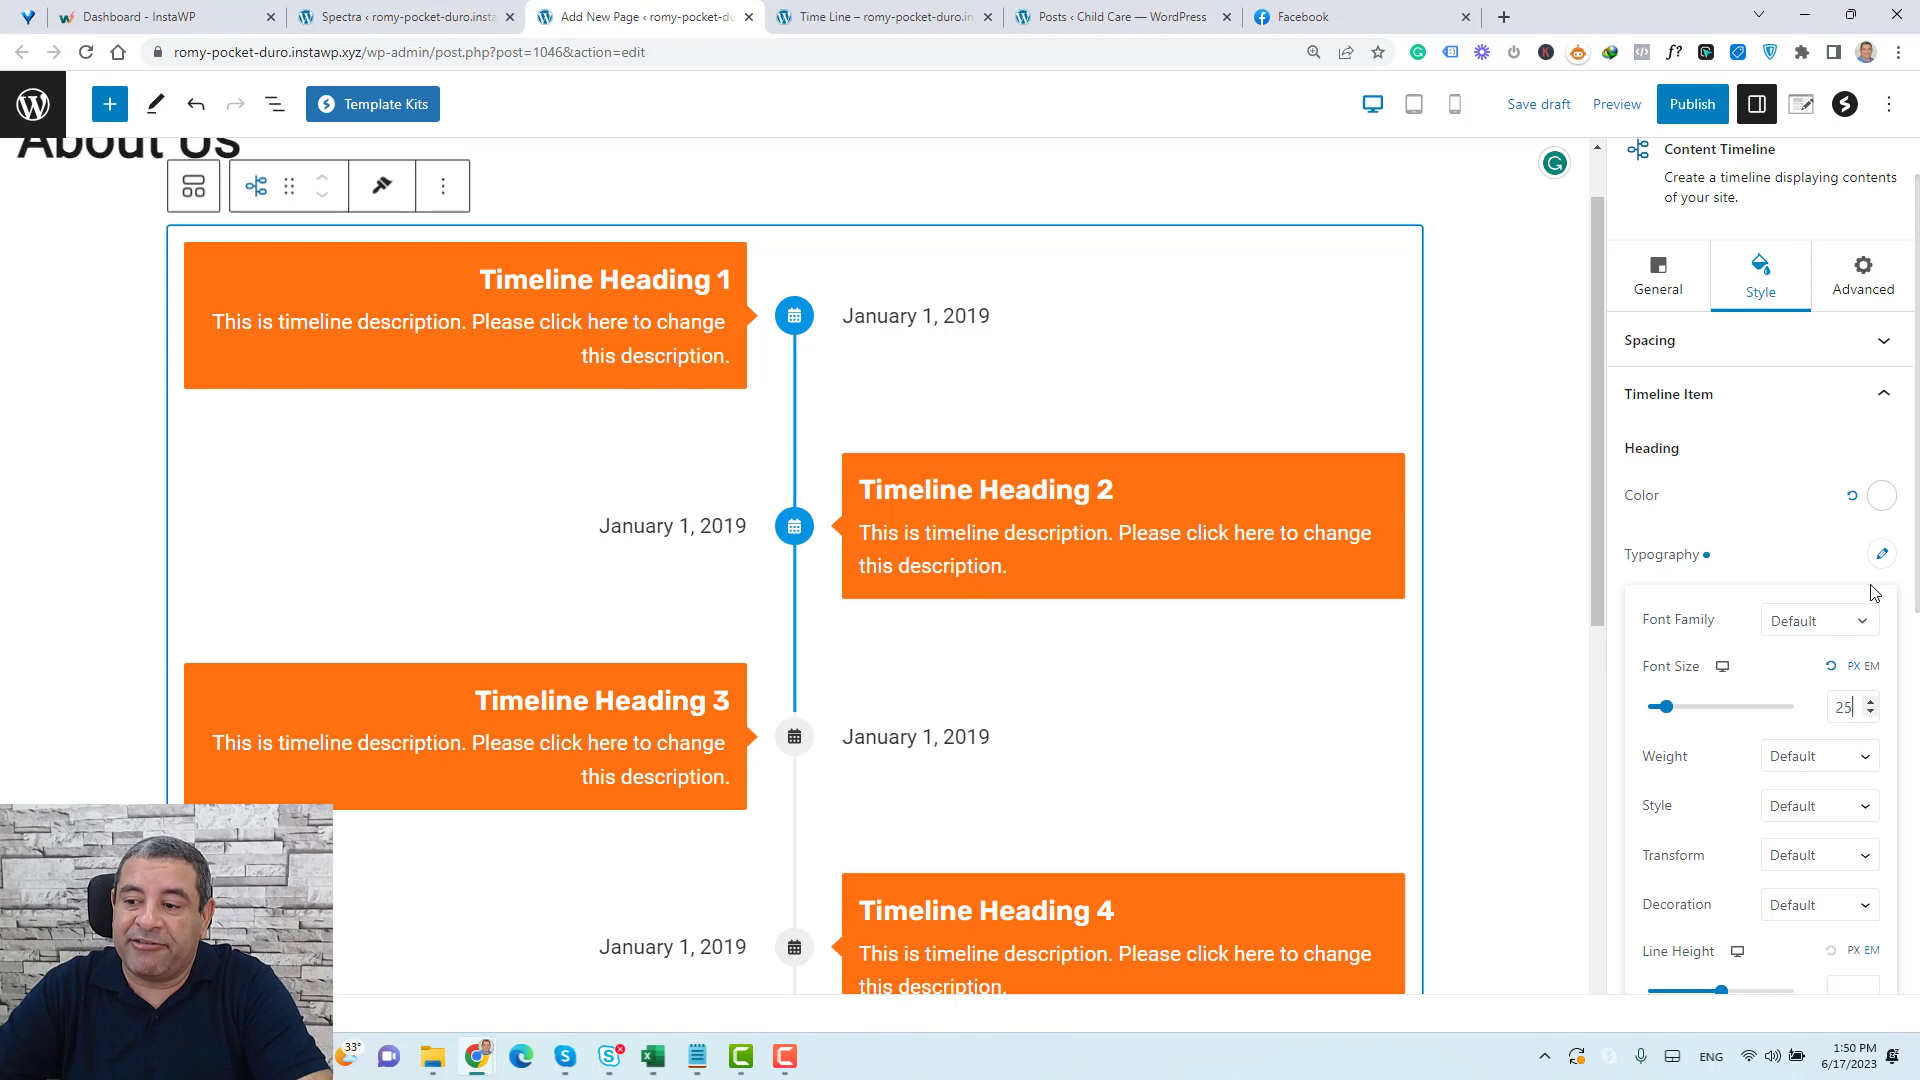 Dashboard - InstaWP
Spectra ‹ romy-pocket-duro.insta
Add New Page ‹ romy-pocket-du
Time Line – romy-pocket-duro.in
Posts ‹ Child Care — WordPress
Facebook
romy-pocket-duro.instawp.xyz/wp-admin/post.php?post=1046&action=edit
Template Kits
Save draft
Preview
Publish
About Us
Content Timeline
Create a timeline displaying contents
of your site.
General
Style
Advanced
Spacing
Timeline Item
Heading
Color
Typography
Font Family
Default
Font Size
PX EM
25
Weight
Default
Style
Default
Transform
Default
Decoration
Default
Line Height
PX EM
Timeline Heading 1
This is timeline description. Please click here to change
this description.
January 1, 2019
January 1, 2019
Timeline Heading 2
This is timeline description. Please click here to change
this description.
Timeline Heading 3
This is timeline description. Please click here to change
this description.
January 1, 2019
January 1, 2019
Timeline Heading 4
This is timeline description. Please click here to change
this description.
33°
ENG
1:50 PM
6/17/2023